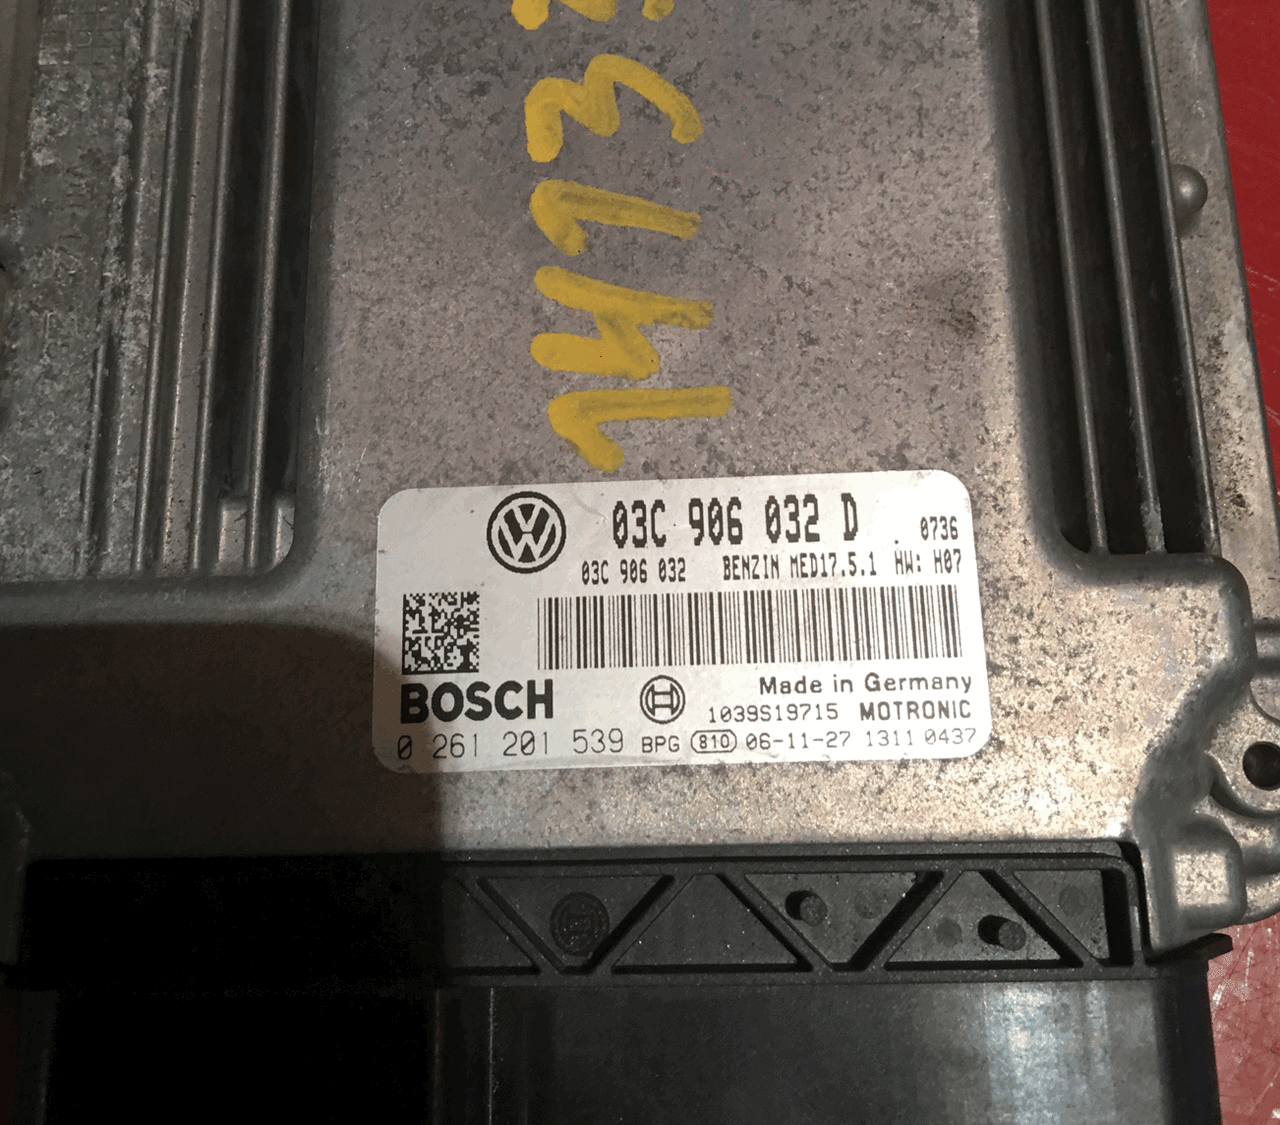 03C 906 032 D . 0736
03C 906 032 BENZIN MED17.5.1 HW: H07
BOSCH
Made in Germany
1039S19715 MOTRONIC
0 261 201 539 BPG 810 06-11-27 1311 0437